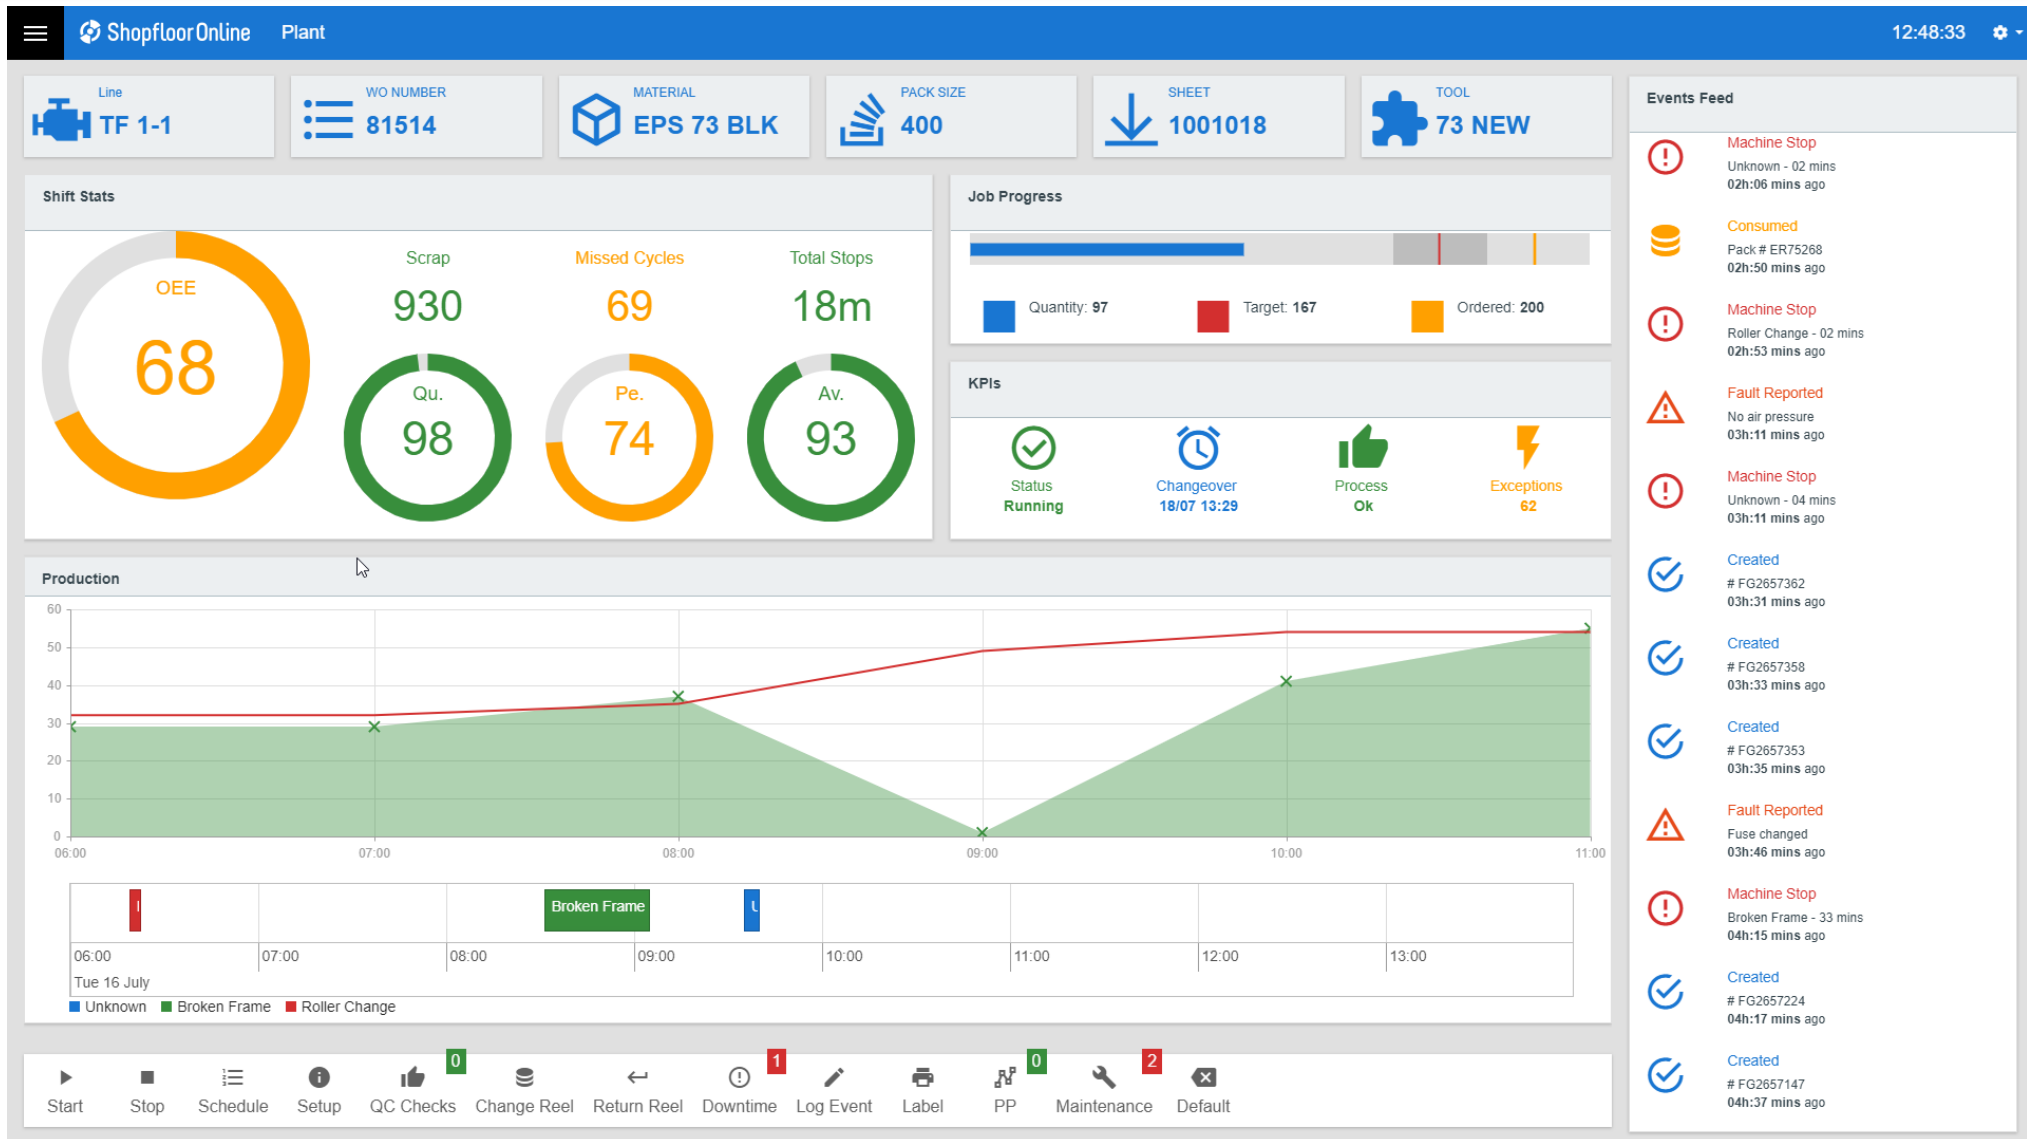 ShopfloorOnline
Plant
12:48:33
Line
TF 1-1
WO NUMBER
81514
MATERIAL
EPS 73 BLK
PACK SIZE
400
SHEET
1001018
TOOL
73 NEW
Shift Stats
OEE
68
Scrap
930
Missed Cycles
69
Total Stops
18m
Qu.
98
Pe.
74
Av.
93
Job Progress
Quantity: 97
Target: 167
Ordered: 200
KPIs
Status
Running
Changeover
18/07 13:29
Process
Ok
Exceptions
62
Production
60
50
40
30
20
10
0
06:00 07:00 08:00 09:00 10:00 11:00
Broken Frame
06:00 07:00 08:00 09:00 10:00 11:00 12:00 13:00
Tue 16 July
Unknown Broken Frame Roller Change
Start
Stop
Schedule
Setup
0
QC Checks
Change Reel
Return Reel
1
Downtime
Log Event
Label
0
PP
2
Maintenance
Default
Events Feed
Machine Stop
Unknown - 02 mins
02h:06 mins ago
Consumed
Pack # ER75268
02h:50 mins ago
Machine Stop
Roller Change - 02 mins
02h:53 mins ago
Fault Reported
No air pressure
03h:11 mins ago
Machine Stop
Unknown - 04 mins
03h:11 mins ago
Created
# FG2657362
03h:31 mins ago
Created
# FG2657358
03h:33 mins ago
Created
# FG2657353
03h:35 mins ago
Fault Reported
Fuse changed
03h:46 mins ago
Machine Stop
Broken Frame - 33 mins
04h:15 mins ago
Created
# FG2657224
04h:17 mins ago
Created
# FG2657147
04h:37 mins ago